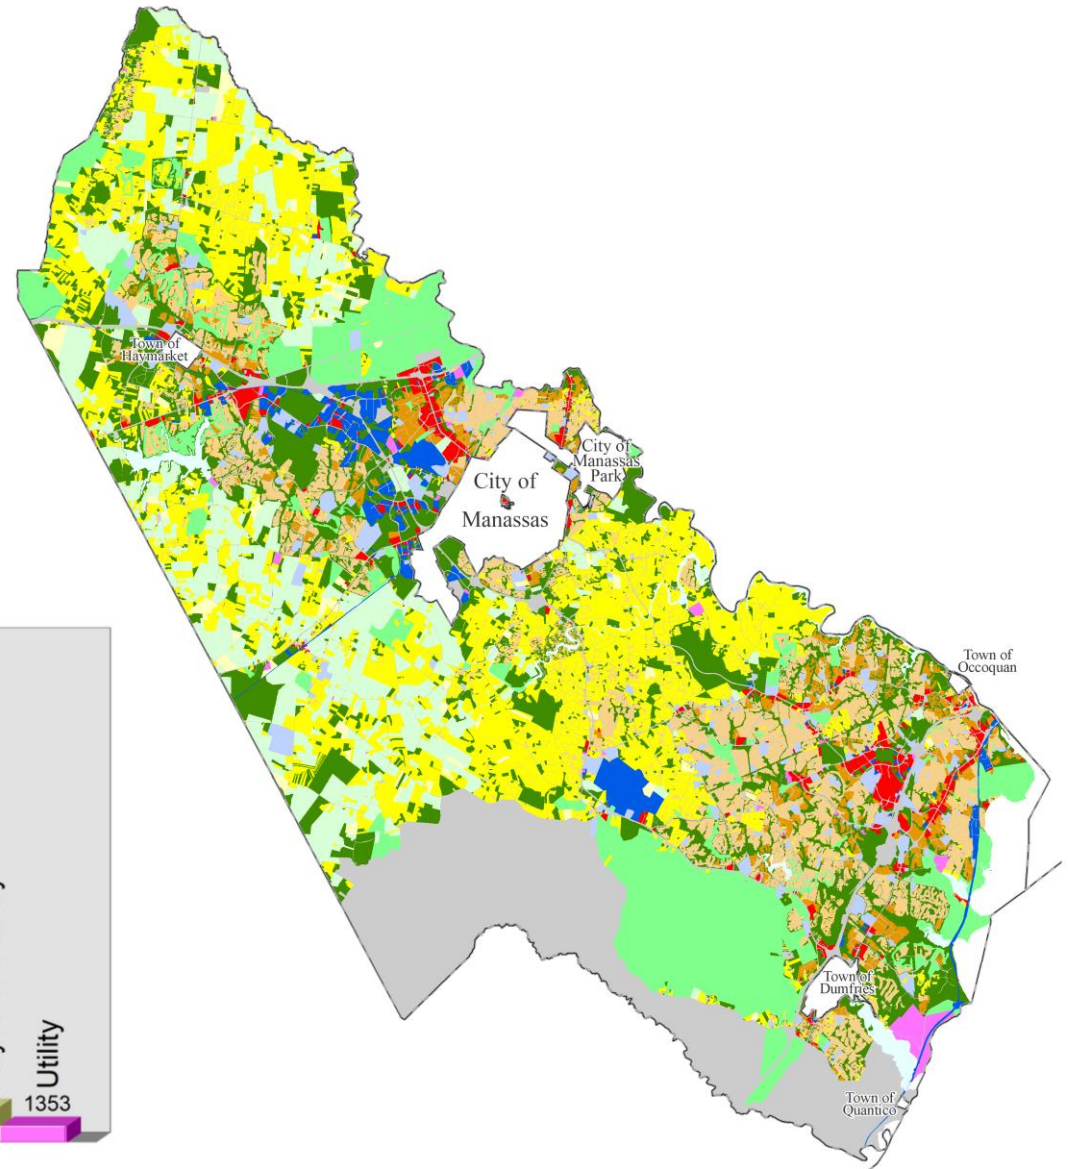 Town of
Haymarket
City of
Manassas
Park
City of
Manassas
Town of
Occoquan
Town of
Dumfries
Town of
Quantico
Utility
1353